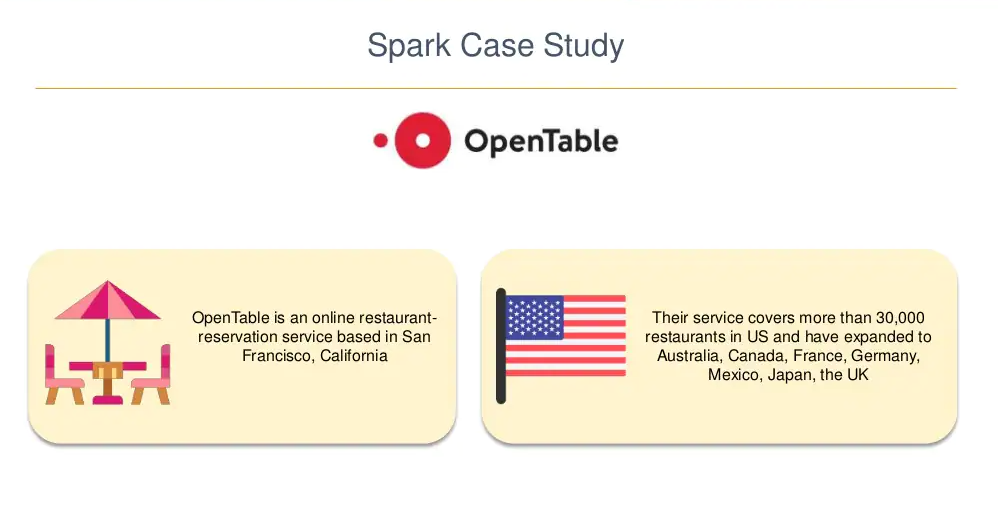 Spark Case Study
OpenTable
OpenTable is an online restaurant-
reservation service based in San
Francisco, California
Their service covers more than 30,000
restaurants in US and have expanded to
Australia, Canada, France, Germany,
Mexico, Japan, the UK